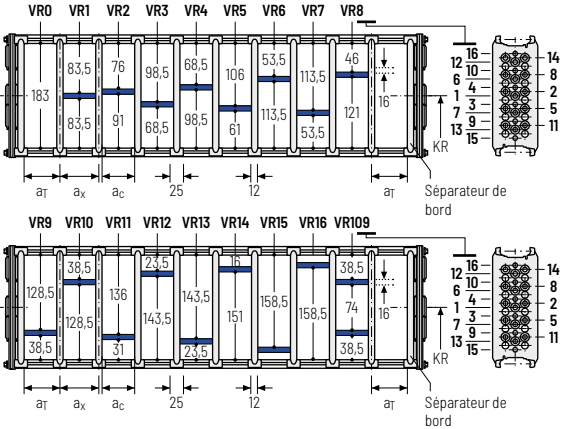 VR0 VR1 VR2 VR3 VR4 VR5 VR6 VR7 VR8
83,5 76 98,5 68,5 106 53,5 113,5 46
183 16
83,5 91 68,5 98,5 61 113,5 53,5 121
KR
aT ax ac 25 12 aT
Séparateur de
bord
16
12
10
6
4
1
3
7
9
13
15
14
8
2
5
11
VR9 VR10 VR11 VR12 VR13 VR14 VR15 VR16 VR109
128,5 38,5 136 23,5 143,5 16 158,5 38,5
16
38,5 128,5 31 143,5 23,5 151 158,5 74
38,5
KR
aT ax ac 25 12 aT
Séparateur de
bord
16
12
10
6
4
1
3
7
9
13
15
14
8
2
5
11